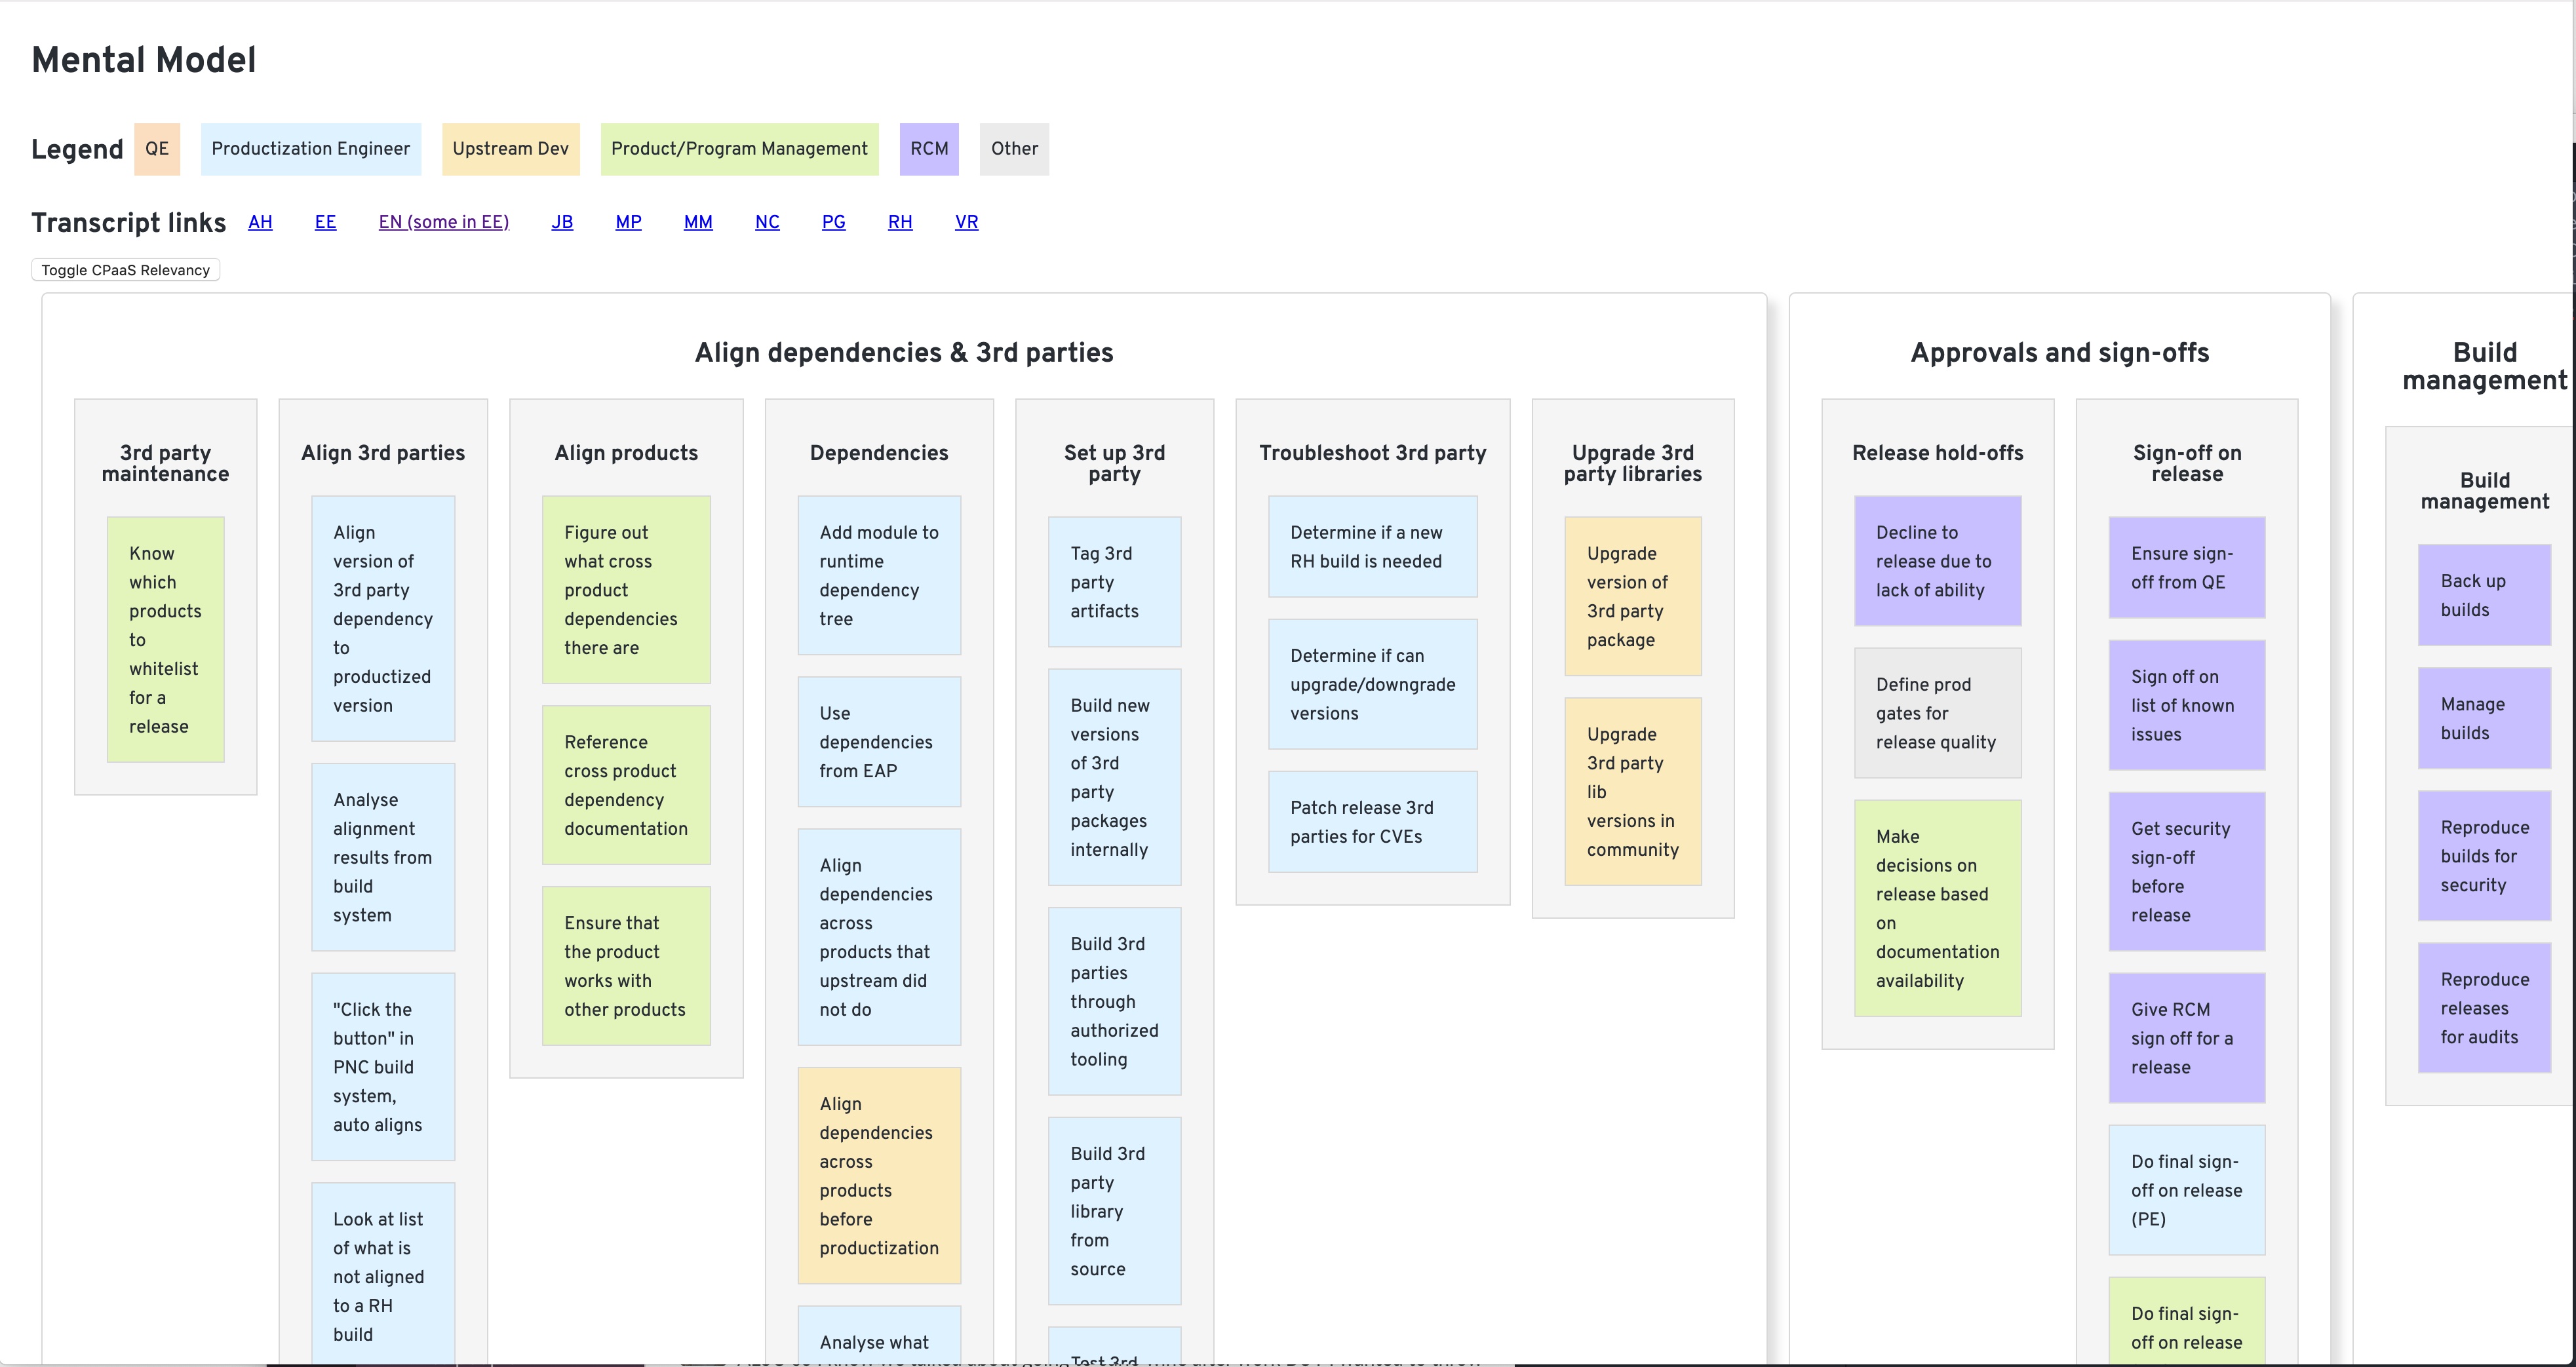 Mental Model
Legend
QE
Productization Engineer
Upstream Dev
Product/Program Management
RCM
Other
Transcript links
AH
EE
EN (some in EE)
JB
MP
MM
NC
PG
RH
VR
Toggle CPaaS Relevancy
Align dependencies & 3rd parties
3rd party
maintenance
Know
which
products
to
whitelist
for a
release
Align 3rd parties
Align
version of
3rd party
dependency
to
productized
version
Analyse
alignment
results from
build
system
"Click the
button" in
PNC build
system,
auto aligns
Look at list
of what is
not aligned
to a RH
build
Align products
Figure out
what cross
product
dependencies
there are
Reference
cross product
dependency
documentation
Ensure that
the product
works with
other products
Dependencies
Add module to
runtime
dependency
tree
Use
dependencies
from EAP
Align
dependencies
across
products that
upstream did
not do
Align
dependencies
across
products
before
productization
Analyse what
Set up 3rd
party
Tag 3rd
party
artifacts
Build new
versions
of 3rd
party
packages
internally
Build 3rd
parties
through
authorized
tooling
Build 3rd
party
library
from
source
Test 3rd
Troubleshoot 3rd party
Determine if a new
RH build is needed
Determine if can
upgrade/downgrade
versions
Patch release 3rd
parties for CVEs
Upgrade 3rd
party libraries
Upgrade
version of
3rd party
package
Upgrade
3rd party
lib
versions in
community
Approvals and sign-offs
Release hold-offs
Decline to
release due to
lack of ability
Define prod
gates for
release quality
Make
decisions on
release based
on
documentation
availability
Sign-off on
release
Ensure sign-
off from QE
Sign off on
list of known
issues
Get security
sign-off
before
release
Give RCM
sign off for a
release
Do final sign-
off on release
(PE)
Do final sign-
off on release
Build
management
Build
management
Back up
builds
Manage
builds
Reproduce
builds for
security
Reproduce
releases
for audits